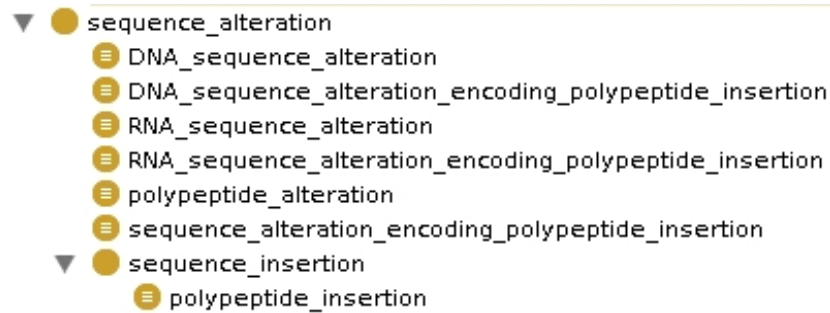 sequence_alteration
DNA_sequence_alteration
DNA_sequence_alteration_encoding_polypeptide_insertion
RNA_sequence_alteration
RNA_sequence_alteration_encoding_polypeptide_insertion
polypeptide_alteration
sequence_alteration_encoding_polypeptide_insertion
sequence_insertion
polypeptide_insertion